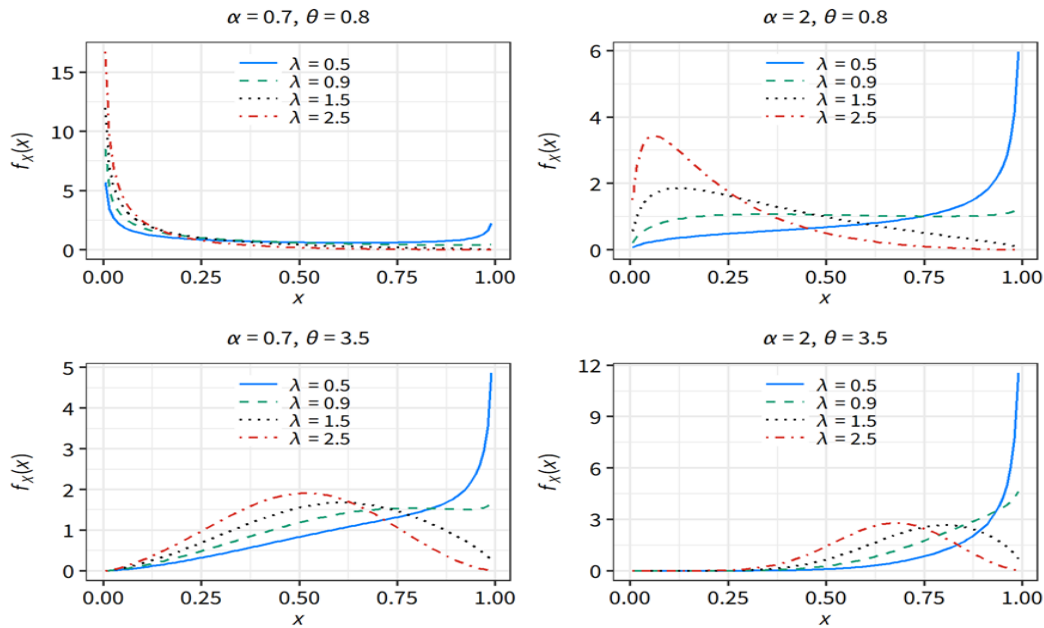 α = 0.7, θ = 0.8
fχ(x)
15
10
5
0
λ = 0.5
λ = 0.9
λ = 1.5
λ = 2.5
0.00 0.25 0.50 0.75 1.00
x
α = 2, θ = 0.8
fχ(x)
6
4
2
0
λ = 0.5
λ = 0.9
λ = 1.5
λ = 2.5
0.00 0.25 0.50 0.75 1.00
x
α = 0.7, θ = 3.5
fχ(x)
5
4
3
2
1
0
λ = 0.5
λ = 0.9
λ = 1.5
λ = 2.5
0.00 0.25 0.50 0.75 1.00
x
α = 2, θ = 3.5
fχ(x)
12
9
6
3
0
λ = 0.5
λ = 0.9
λ = 1.5
λ = 2.5
0.00 0.25 0.50 0.75 1.00
x